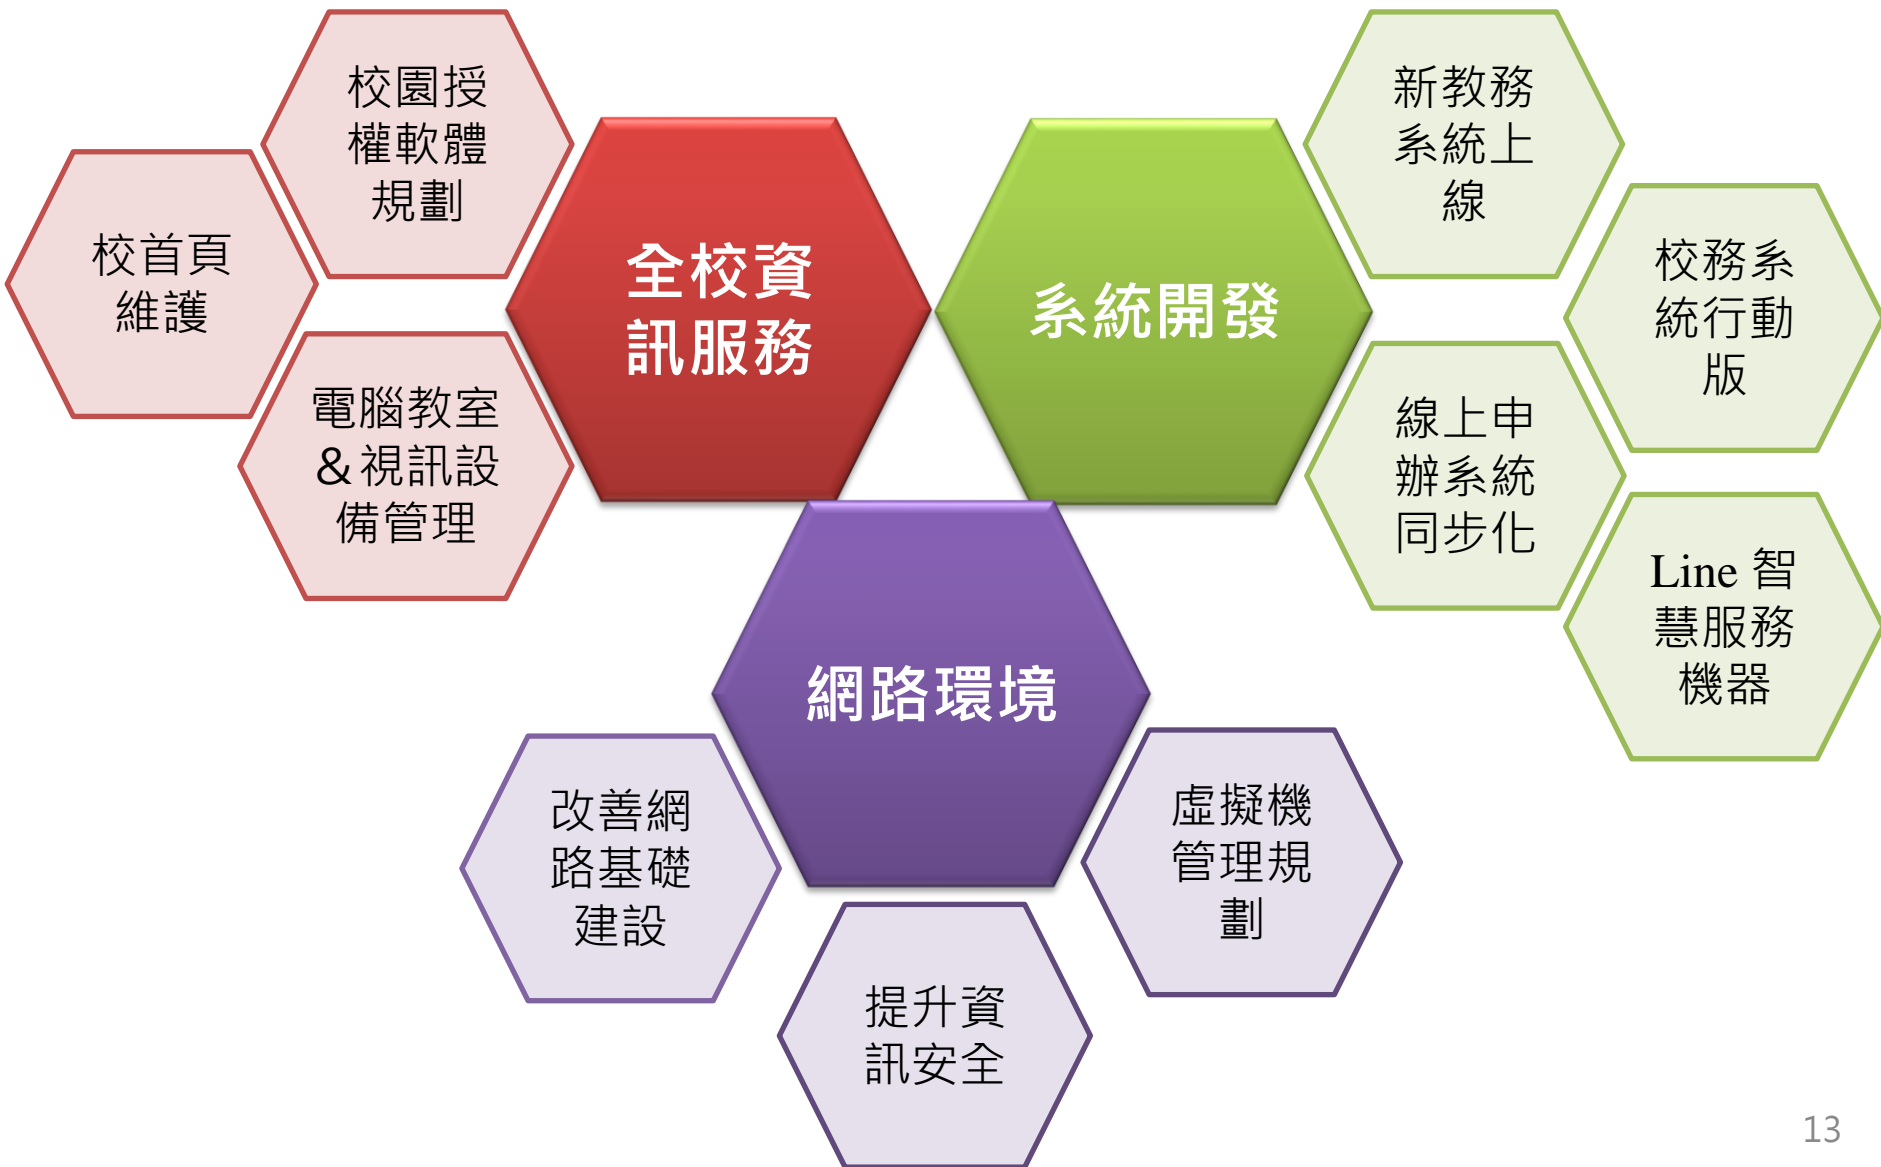 校園授
權軟體
規劃
校首頁
維護
電腦教室
&視訊設
備管理
全校資
訊服務
系統開發
新教務
系統上
線
校務系
統行動
版
線上申
辦系統
同步化
Line 智
慧服務
機器
網路環境
改善網
路基礎
建設
提升資
訊安全
虛擬機
管理規
劃
13